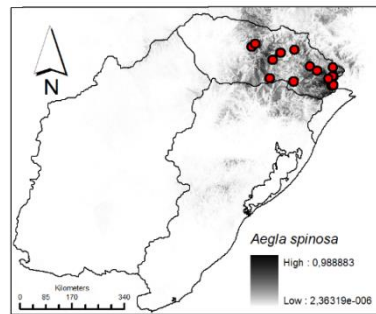 N
Aegla spinosa
High : 0,988883
Low : 2,36319e-006
Kilometers
0 85 170 340